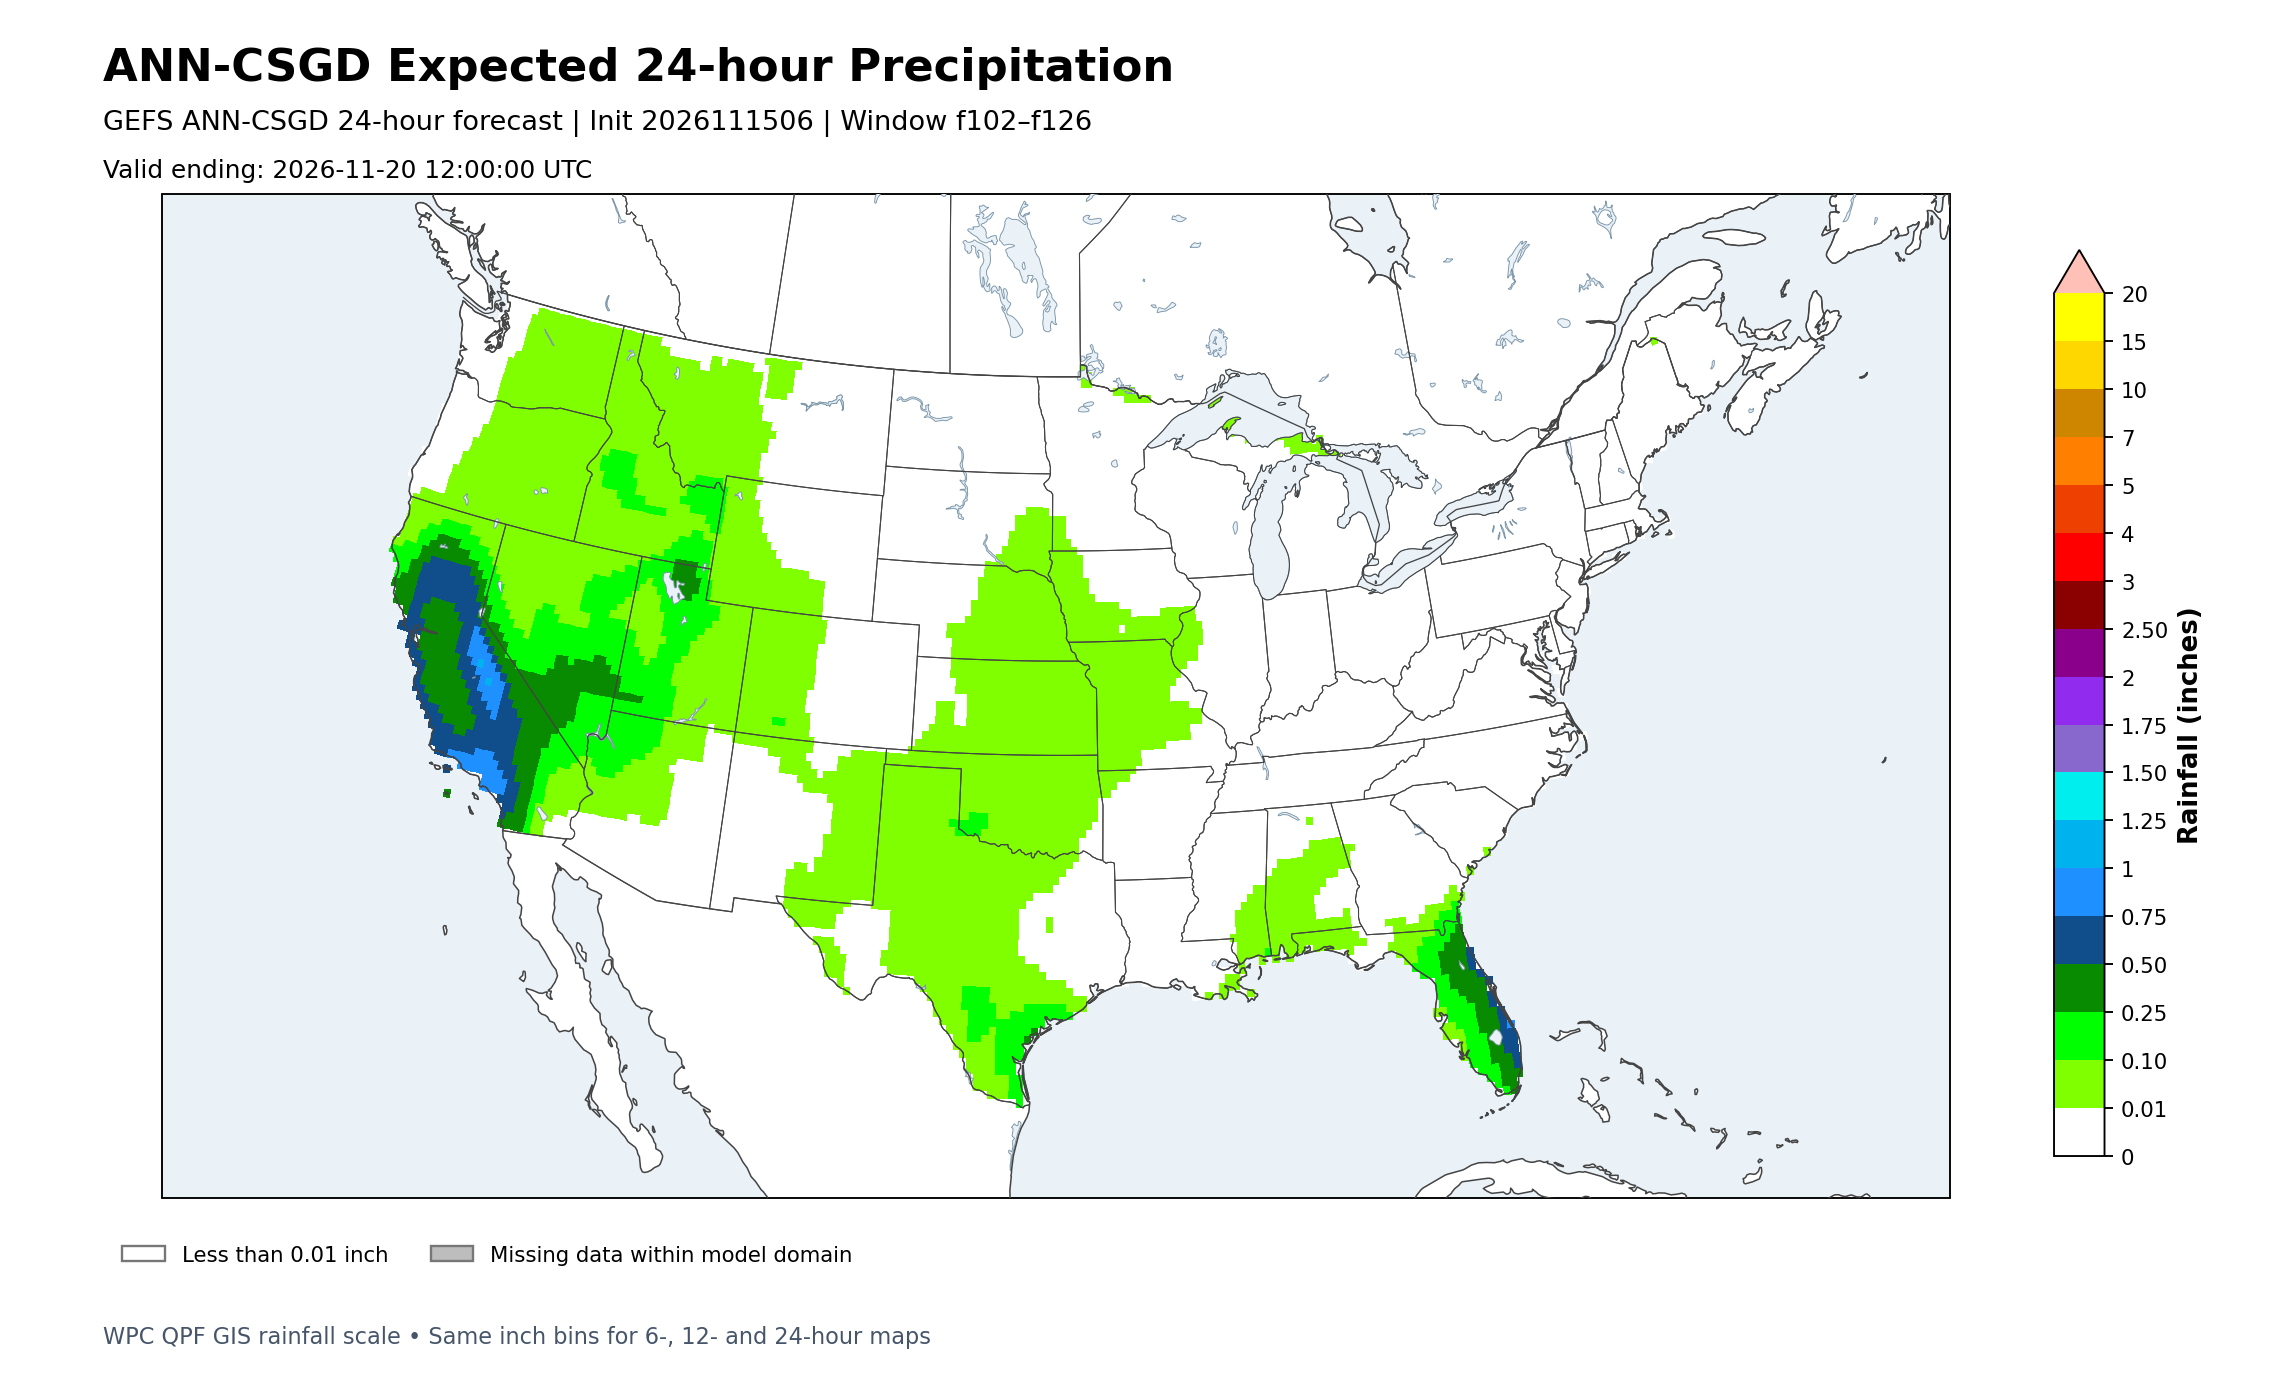 ANN-CSGD Expected 24-hour Precipitation
GEFS ANN-CSGD 24-hour forecast | Init 2026111506 | Window f102–f126
Valid ending: 2026-11-20 12:00:00 UTC
20
15
10
7
5
4
3
2.50
2
1.75
1.50
1.25
1
0.75
0.50
0.25
0.10
0.01
0
Rainfall (inches)
Less than 0.01 inch
Missing data within model domain
WPC QPF GIS rainfall scale • Same inch bins for 6-, 12- and 24-hour maps